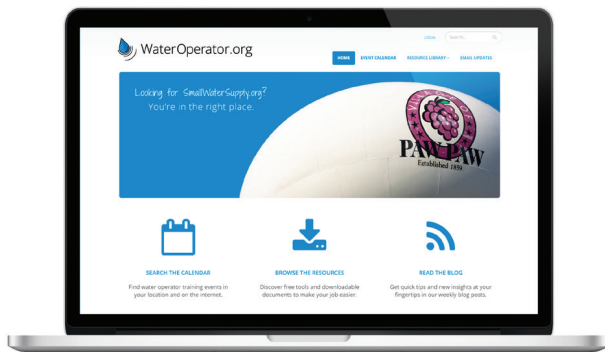 WaterOperator.org
LOGIN
Search...
HOME
EVENT CALENDAR
RESOURCE LIBRARY
EMAIL UPDATES
Looking for SmallWaterSupply.org?
You're in the right place.
VILLAGE OF
PAW PAW
Established 1859
SEARCH THE CALENDAR
Find water operator training events in
your location and on the internet.
BROWSE THE RESOURCES
Discover free tools and downloadable
documents to make your job easier.
READ THE BLOG
Get quick tips and new insights at your
fingertips in our weekly blog posts.